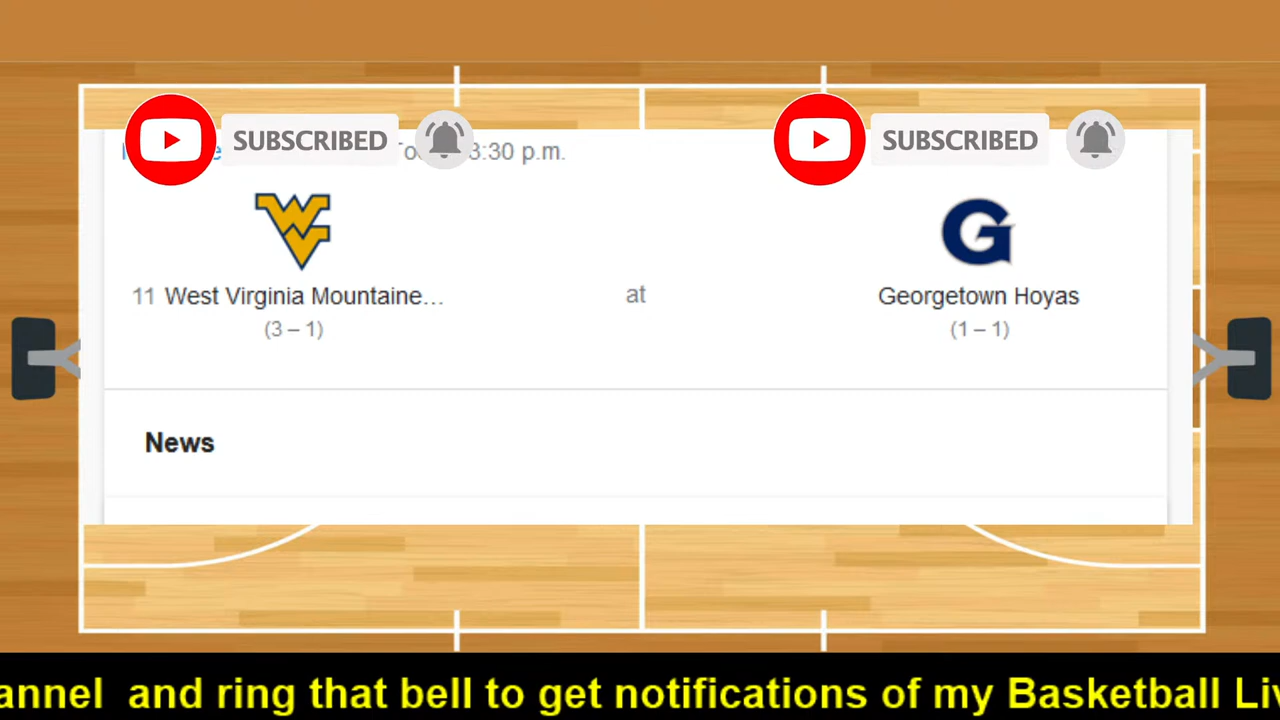 SUBSCRIBED
SUBSCRIBED
3:30 p.m.
11 West Virginia Mountaine…
at
Georgetown Hoyas
(3 – 1)
(1 – 1)
News
annel and ring that bell to get notifications of my Basketball Liv